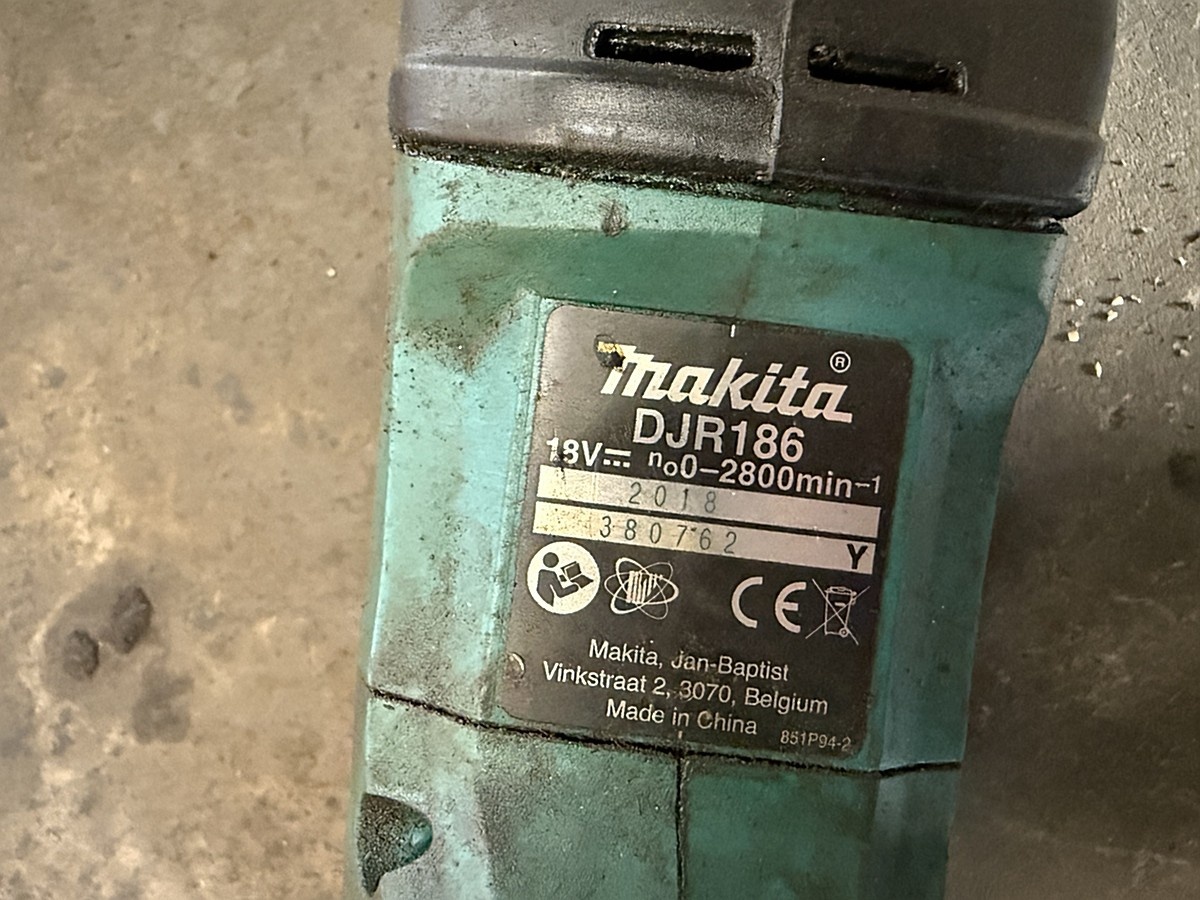 makita®
DJR186
18V⎓ no0–2800min–1
2018
380762 Y
CE
Makita, Jan-Baptist
Vinkstraat 2, 3070, Belgium
Made in China
851P94-2